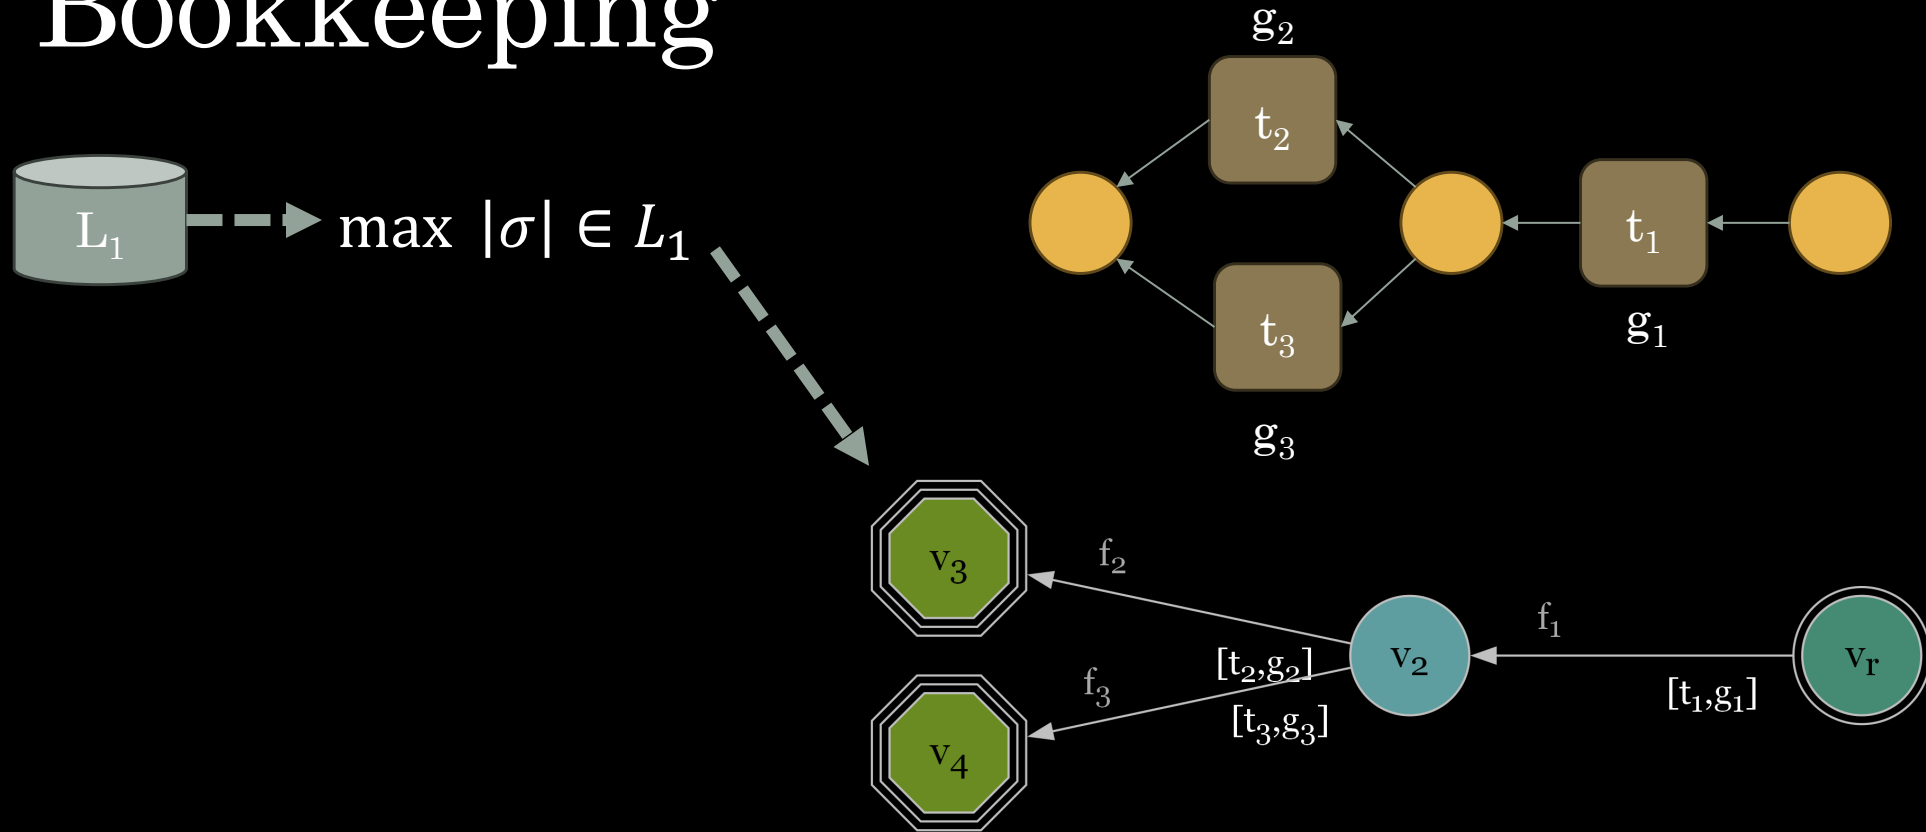 Bookkeeping
g₂
t₂
L₁
max |σ| ∈ L₁
t₁
g₁
t₃
g₃
v₃
f₂
f₁
v₂
vᵣ
[t₂,g₂]
f₃
[t₁,g₁]
[t₃,g₃]
v₄